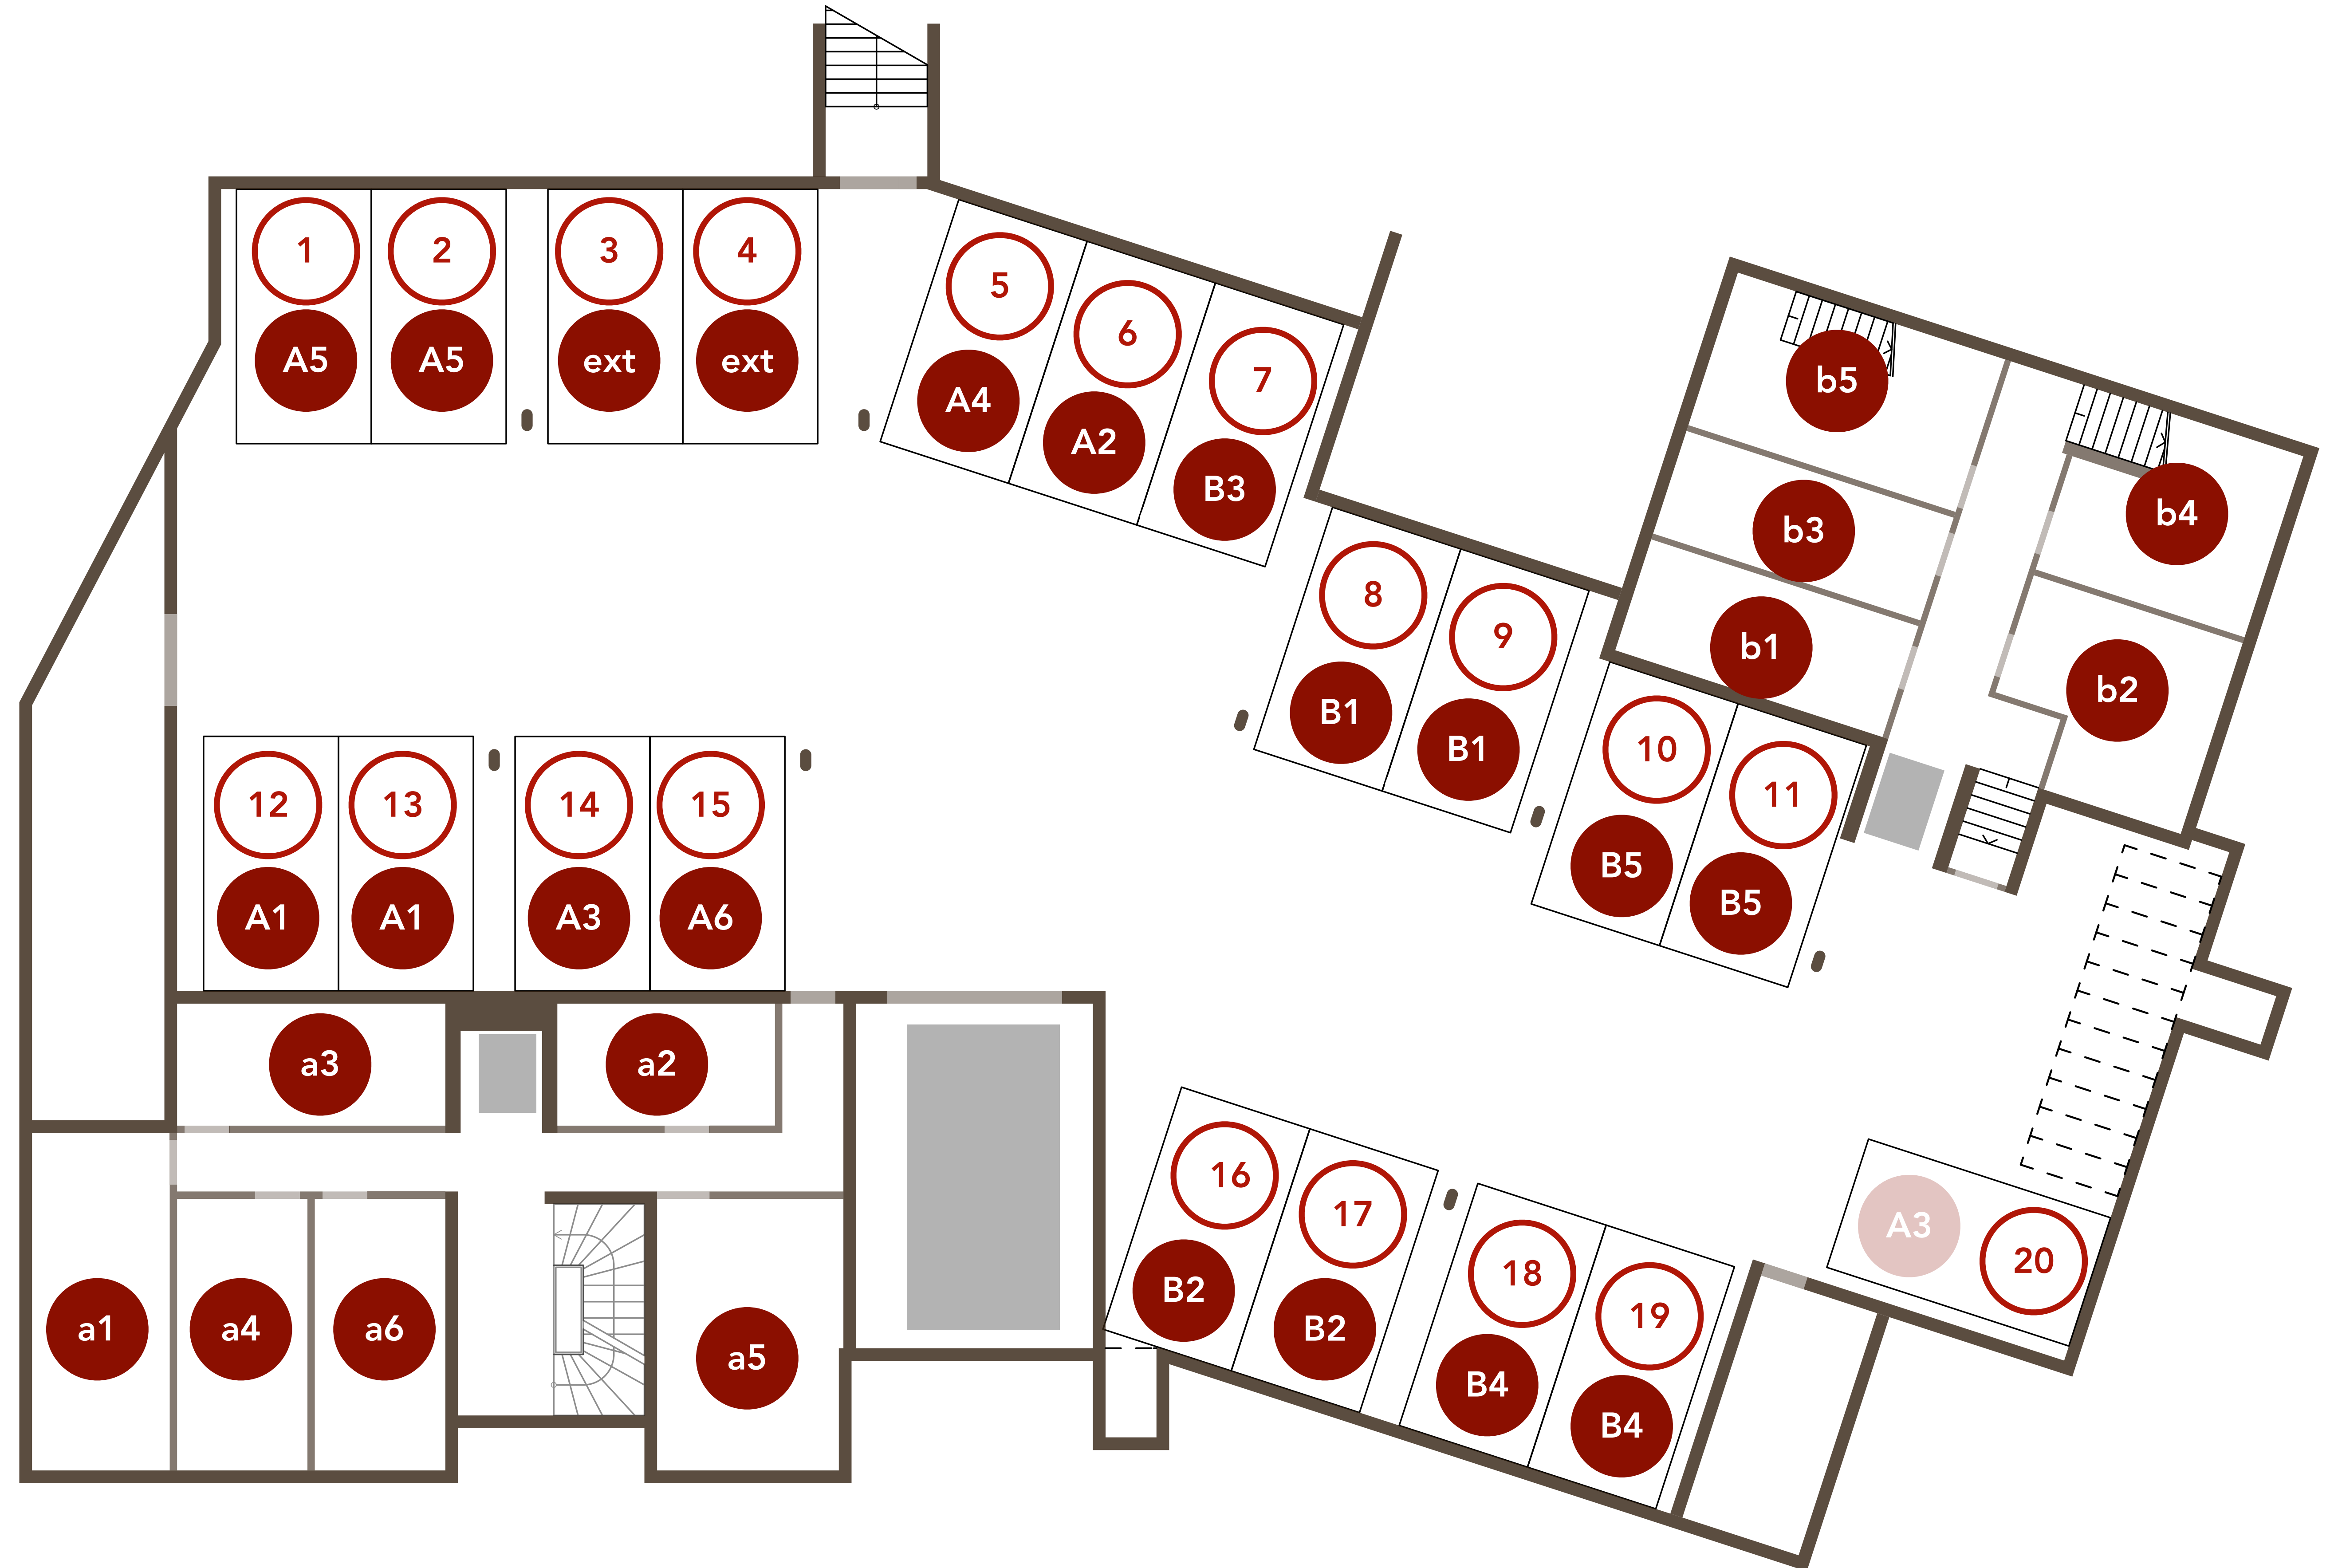 1 2 3 4
A5 A5 ext ext
5 6 7
A4 A2 B3
8 9
B1 B1
10 11
B5 B5
b5
b3
b1
b4
b2
12 13 14 15
A1 A1 A3 A6
a3 a2
a1 a4 a6 a5
16 17 18 19
B2 B2 B4 B4
A3 20